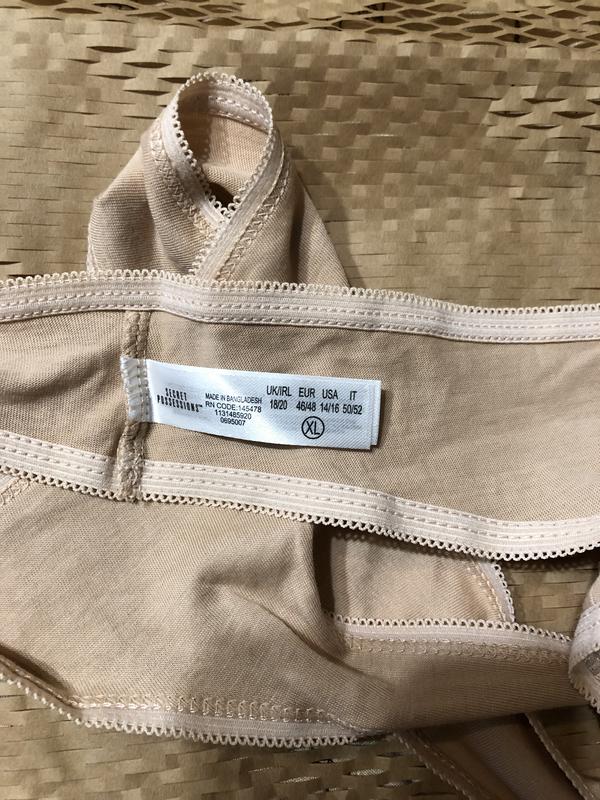 SECRET
POSSESSIONS™
MADE IN BANGLADESH
RN CODE:145478
1131485920
0695007
UK/IRL EUR USA IT
18/20 46/48 14/16 50/52
XL